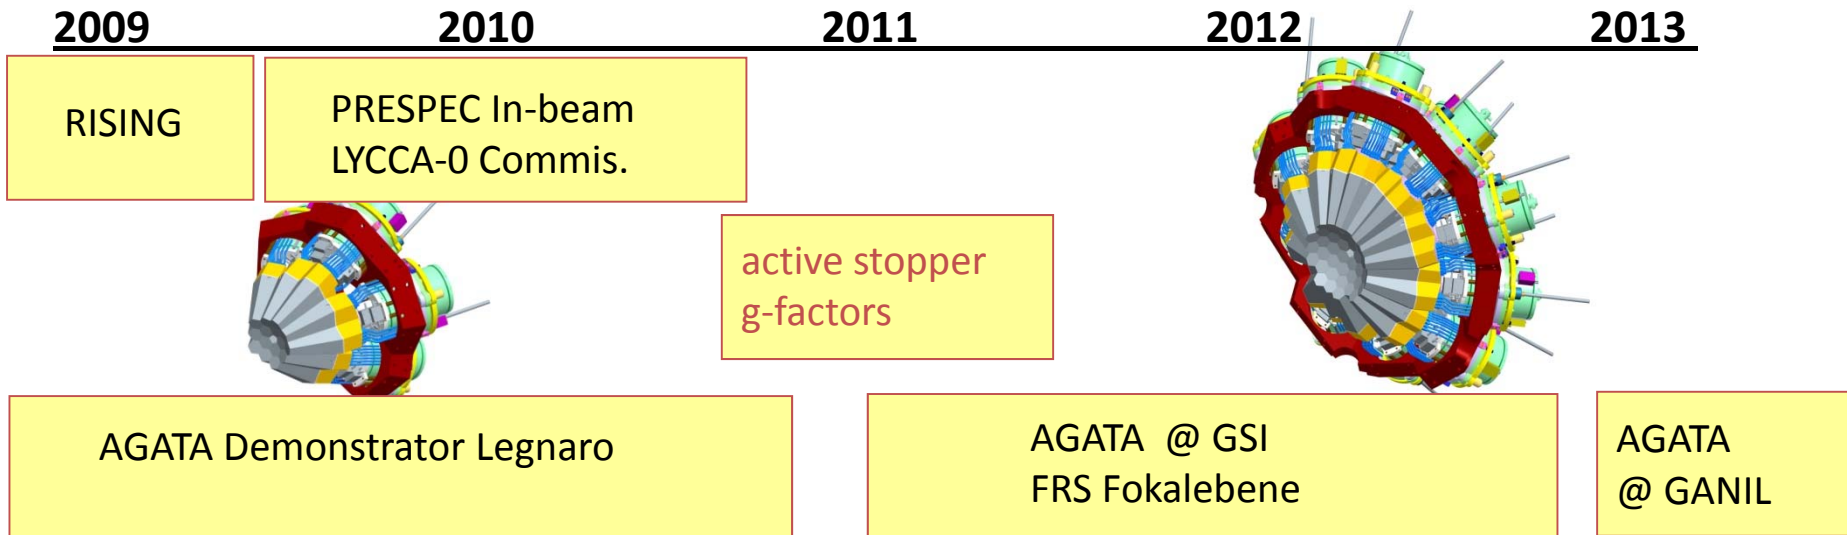 2009 2010 2011 2012 2013
RISING
PRESPEC In-beam
LYCCA-0 Commis.
active stopper
g-factors
AGATA Demonstrator Legnaro
AGATA @ GSI
FRS Fokalebene
AGATA
@ GANIL